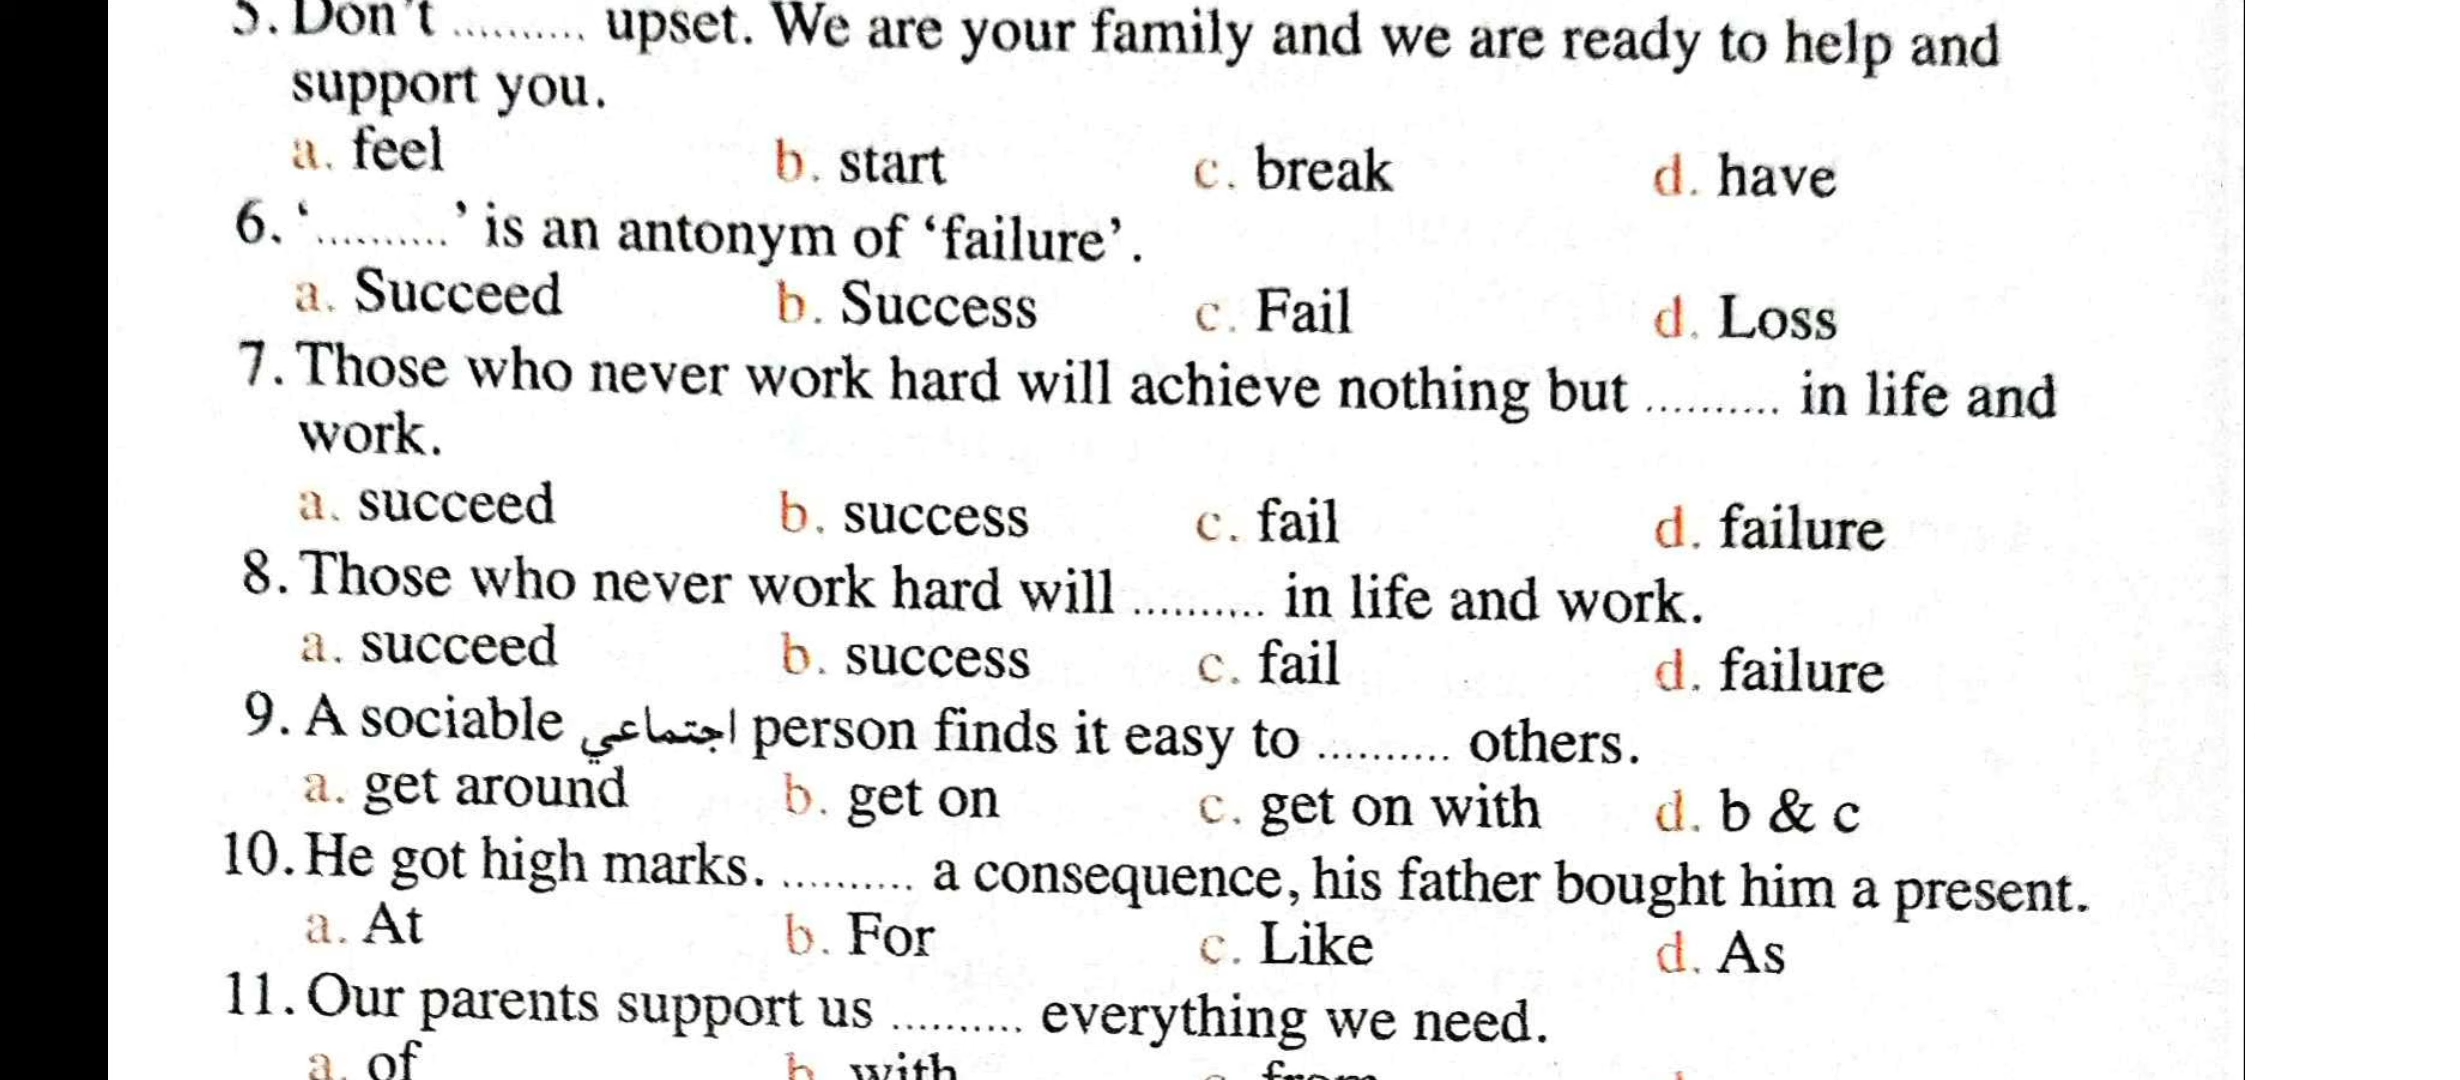 5. Don't .......... upset. We are your family and we are ready to help and
support you.
a. feel b. start c. break d. have
6. ‘..........’ is an antonym of ‘failure’.
a. Succeed b. Success c. Fail d. Loss
7. Those who never work hard will achieve nothing but .......... in life and
work.
a. succeed b. success c. fail d. failure
8. Those who never work hard will .......... in life and work.
a. succeed b. success c. fail d. failure
9. A sociable اجتماعي person finds it easy to .......... others.
a. get around b. get on c. get on with d. b & c
10. He got high marks. .......... a consequence, his father bought him a present.
a. At b. For c. Like d. As
11. Our parents support us .......... everything we need.
a. of b. with c. from